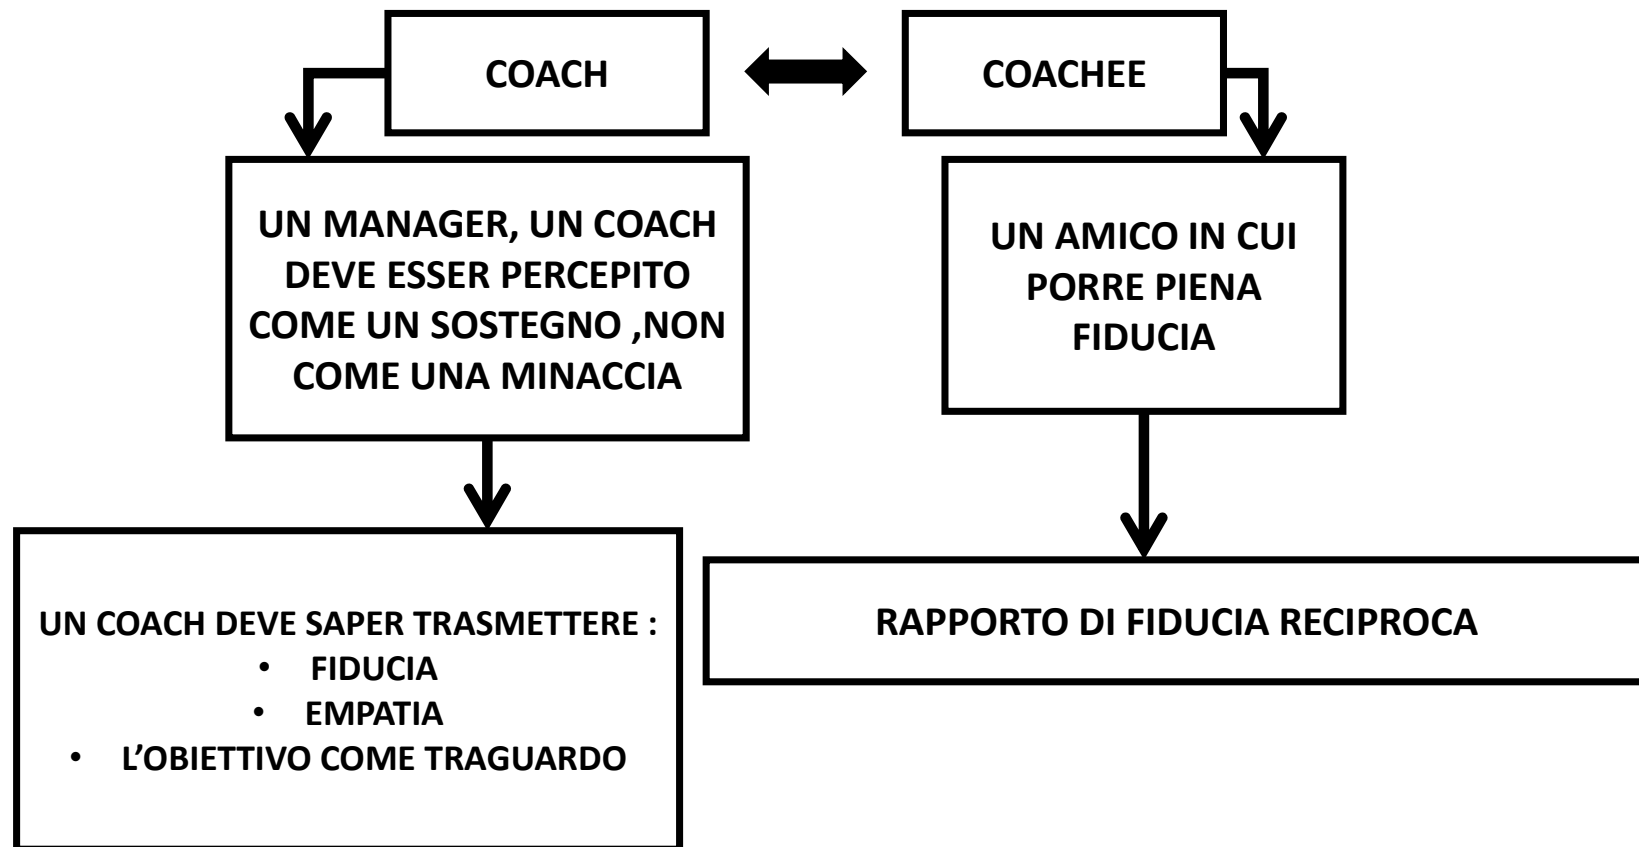 COACH
COACHEE
UN MANAGER, UN COACH
DEVE ESSER PERCEPITO
COME UN SOSTEGNO ,NON
COME UNA MINACCIA
UN AMICO IN CUI
PORRE PIENA
FIDUCIA
UN COACH DEVE SAPER TRASMETTERE :
• FIDUCIA
• EMPATIA
• L’OBIETTIVO COME TRAGUARDO
RAPPORTO DI FIDUCIA RECIPROCA